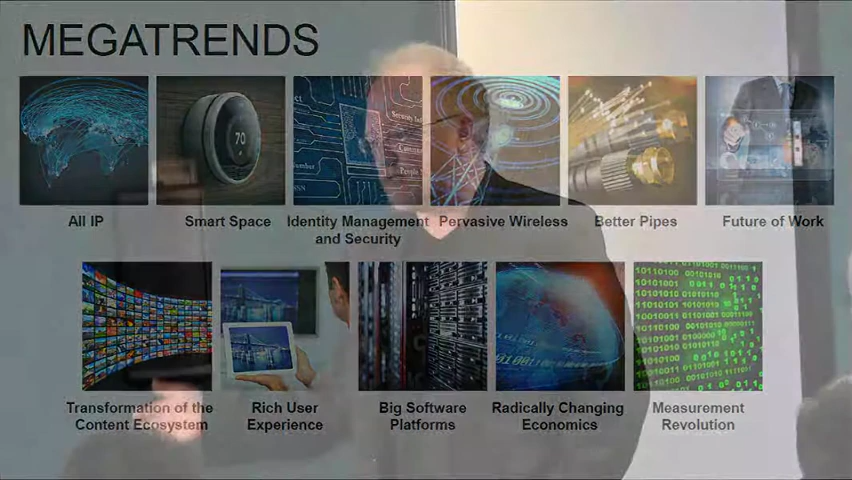 MEGATRENDS
70
All IP
Smart Space
Identity Management
and Security
Pervasive Wireless
Better Pipes
Future of Work
Transformation of the
Content Ecosystem
Rich User
Experience
Big Software
Platforms
Radically Changing
Economics
Measurement
Revolution